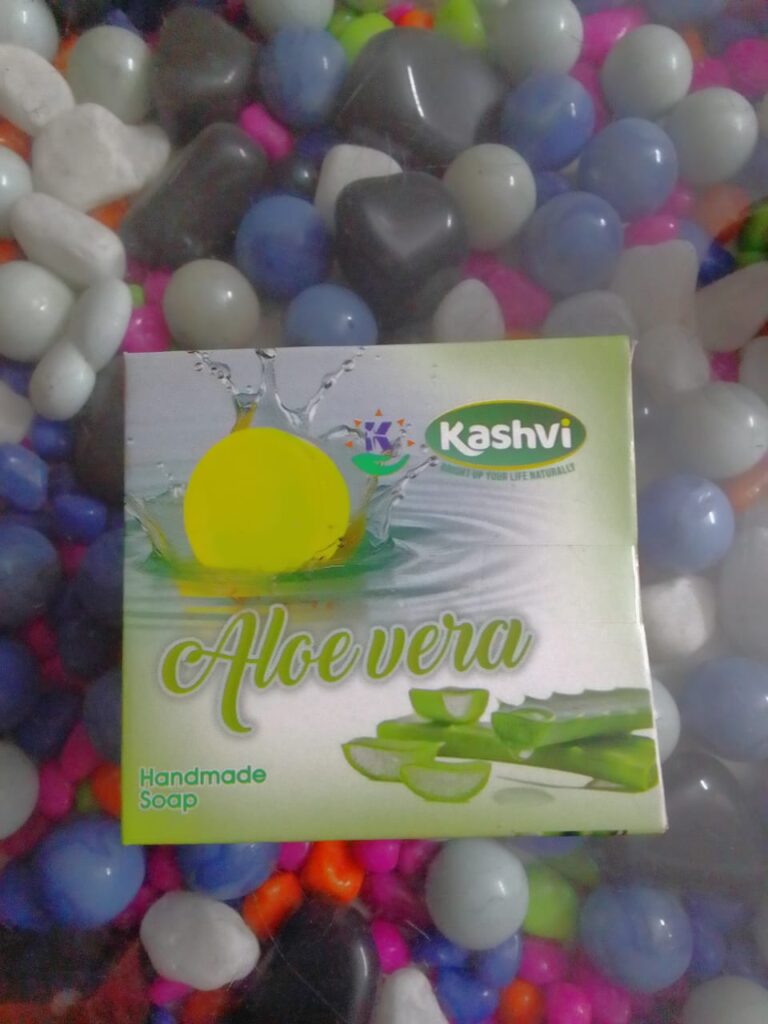 K
Kashvi
BRIGHT UP YOUR LIFE NATURALLY
Aloe vera
Handmade
Soap